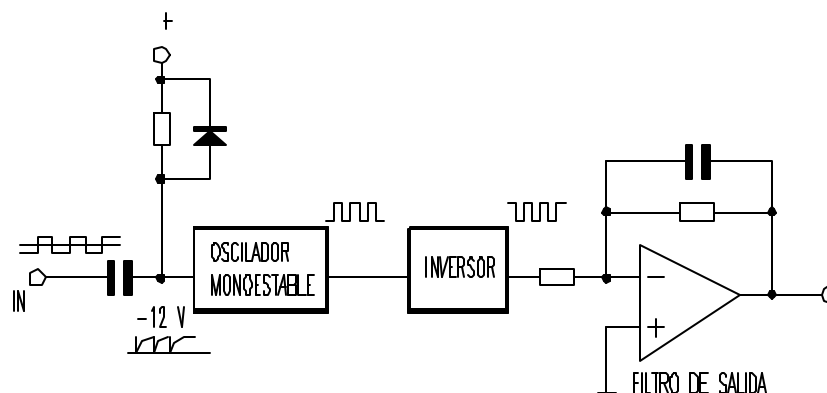 +
OSCILADOR
MONOESTABLE
INVERSOR
IN
-12 V
−
+
FILTRO DE SALIDA